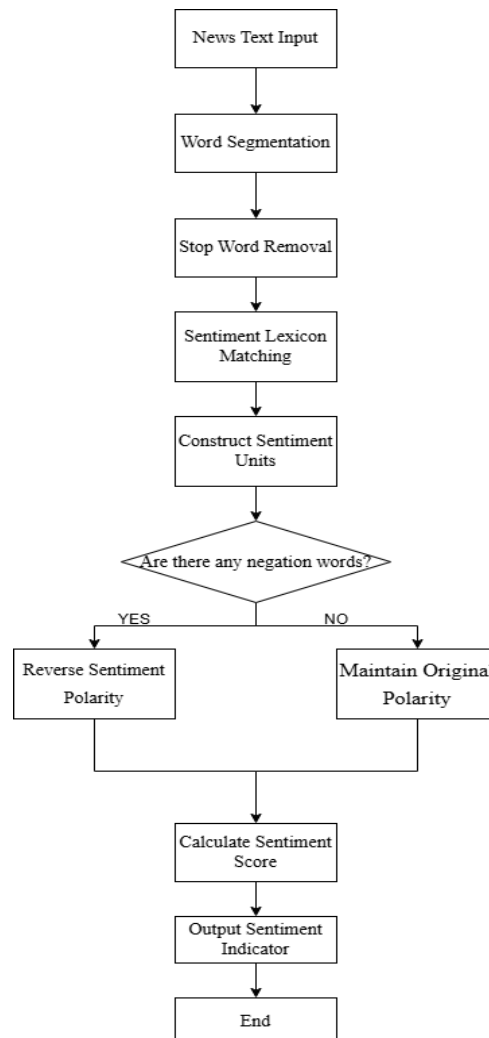 News Text Input
Word Segmentation
Stop Word Removal
Sentiment Lexicon
Matching
Construct Sentiment
Units
Are there any negation words?
YES
NO
Reverse Sentiment
Polarity
Maintain Original
Polarity
Calculate Sentiment
Score
Output Sentiment
Indicator
End